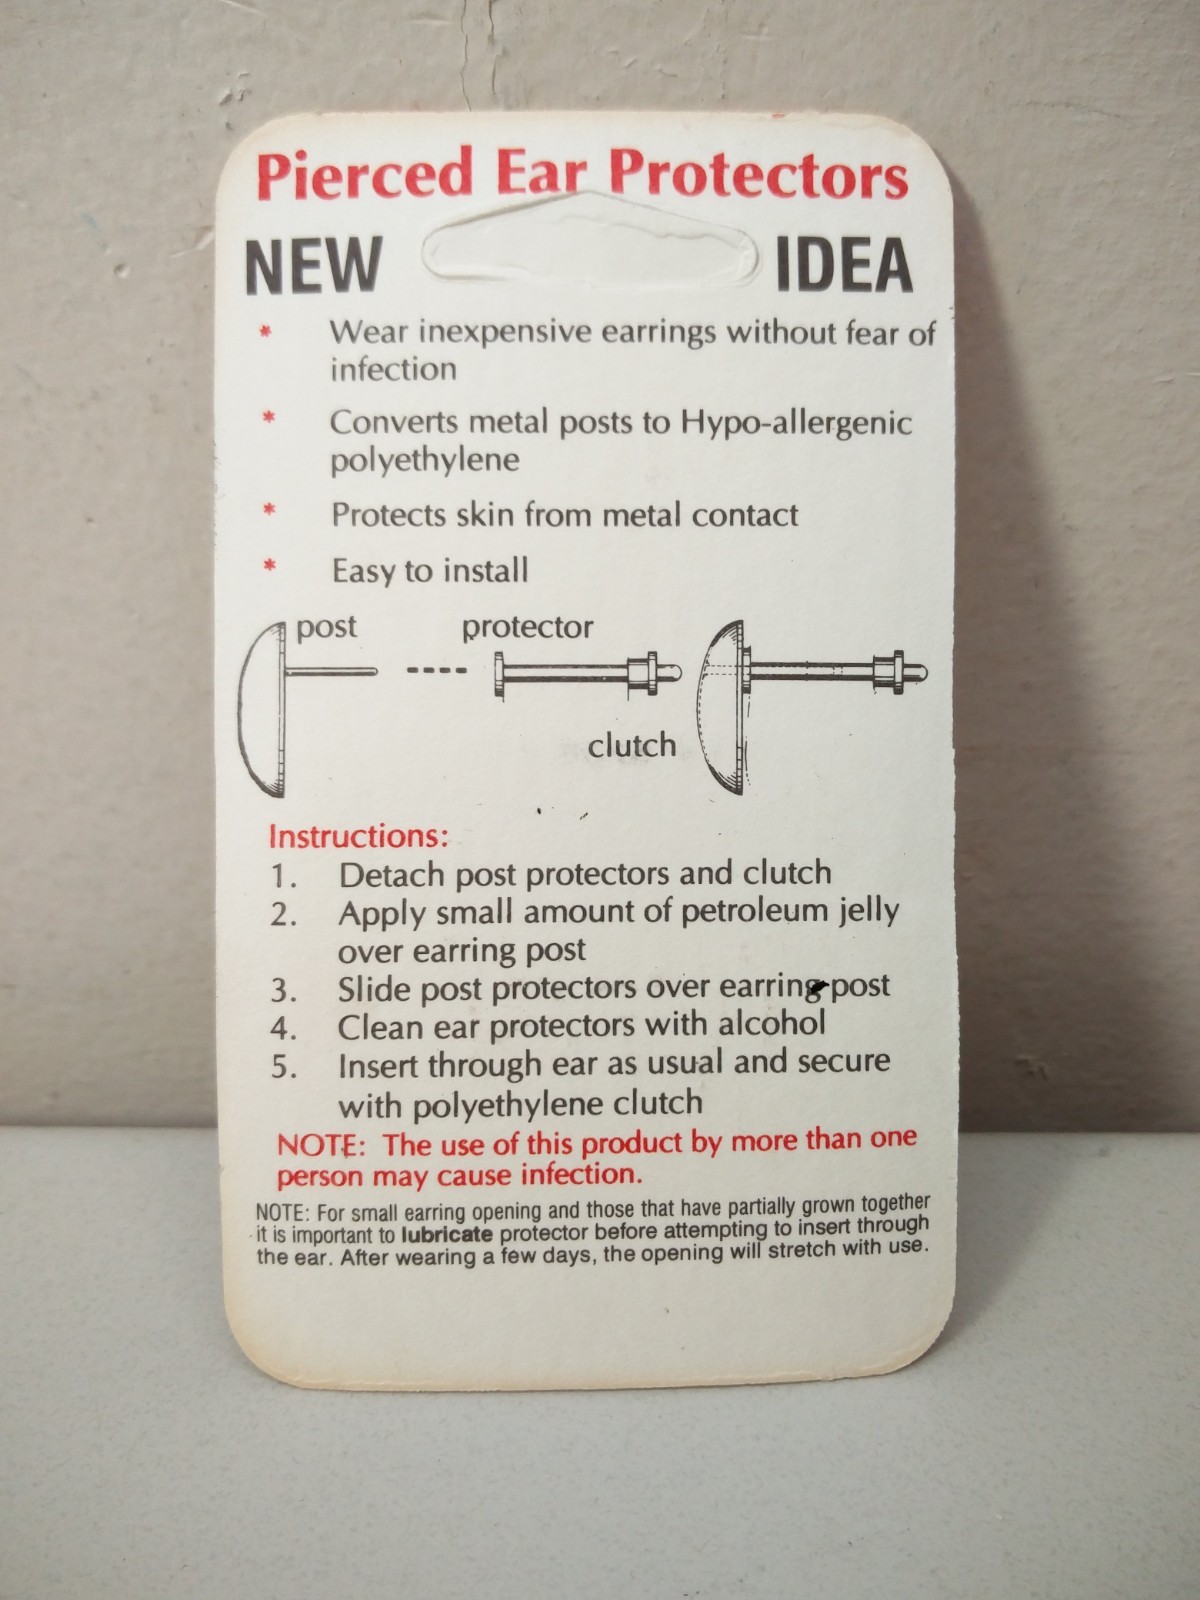 Pierced Ear Protectors
NEW IDEA
* Wear inexpensive earrings without fear of
infection
* Converts metal posts to Hypo-allergenic
polyethylene
* Protects skin from metal contact
* Easy to install
post protector
clutch
Instructions:
1. Detach post protectors and clutch
2. Apply small amount of petroleum jelly
over earring post
3. Slide post protectors over earring post
4. Clean ear protectors with alcohol
5. Insert through ear as usual and secure
with polyethylene clutch
NOTE: The use of this product by more than one
person may cause infection.
NOTE: For small earring opening and those that have partially grown together
it is important to lubricate protector before attempting to insert through
the ear. After wearing a few days, the opening will stretch with use.